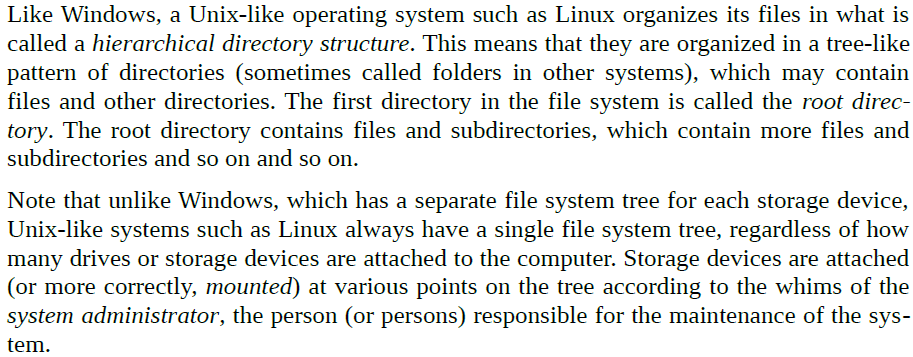 Like Windows, a Unix-like operating system such as Linux organizes its files in what is
called a hierarchical directory structure. This means that they are organized in a tree-like
pattern of directories (sometimes called folders in other systems), which may contain
files and other directories. The first directory in the file system is called the root direc-
tory. The root directory contains files and subdirectories, which contain more files and
subdirectories and so on and so on.
Note that unlike Windows, which has a separate file system tree for each storage device,
Unix-like systems such as Linux always have a single file system tree, regardless of how
many drives or storage devices are attached to the computer. Storage devices are attached
(or more correctly, mounted) at various points on the tree according to the whims of the
system administrator, the person (or persons) responsible for the maintenance of the sys-
tem.